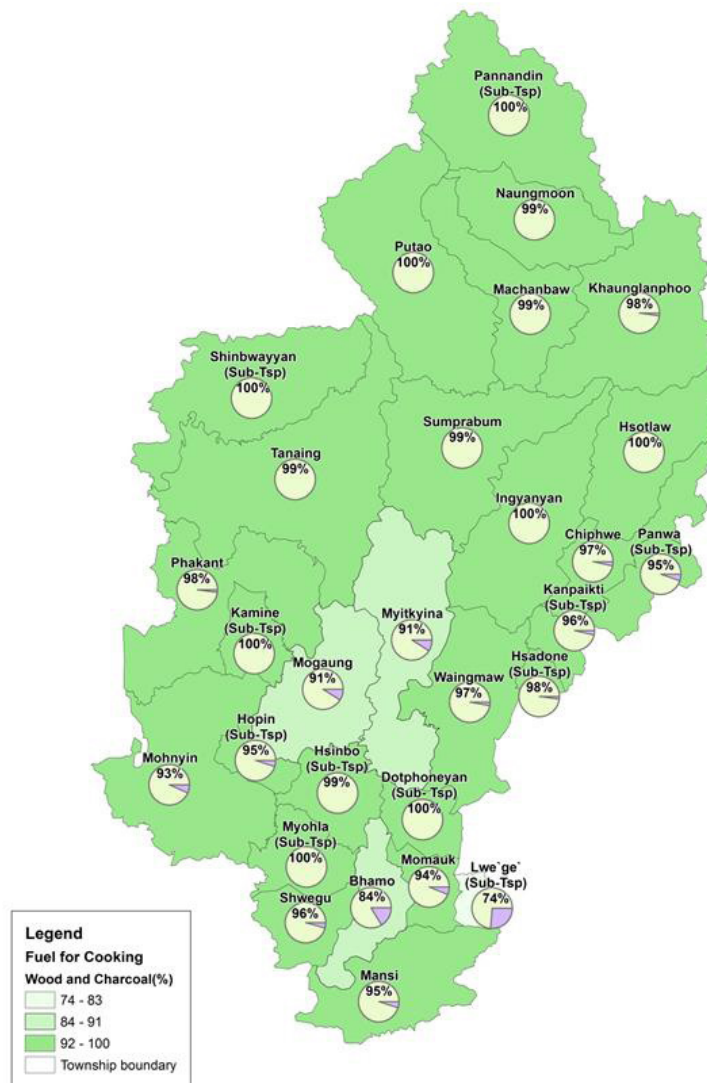 Pannandin
(Sub-Tsp)
100%
Naungmoon
99%
Putao
100%
Machanbaw
99%
Khaunglanphoo
98%
Shinbwayyan
(Sub-Tsp)
100%
Sumprabum
99%
Hsotlaw
100%
Tanaing
99%
Ingyanyan
100%
Chiphwe
97%
Panwa
(Sub-Tsp)
95%
Phakant
98%
Kanpaikti
(Sub-Tsp)
96%
Kamine
(Sub-Tsp)
100%
Myitkyina
91%
Mogaung
91%
Waingmaw
97%
Hsadone
(Sub-Tsp)
98%
Hopin
(Sub-Tsp)
95%
Mohnyin
93%
Hsinbo
(Sub-Tsp)
99%
Dotphoneyan
(Sub- Tsp)
100%
Myohla
(Sub-Tsp)
100%
Momauk
94%
Lwe`ge`
(Sub-Tsp)
74%
Bhamo
84%
Shwegu
96%
Mansi
95%
Legend
Fuel for Cooking
Wood and Charcoal(%)
74 - 83
84 - 91
92 - 100
Township boundary